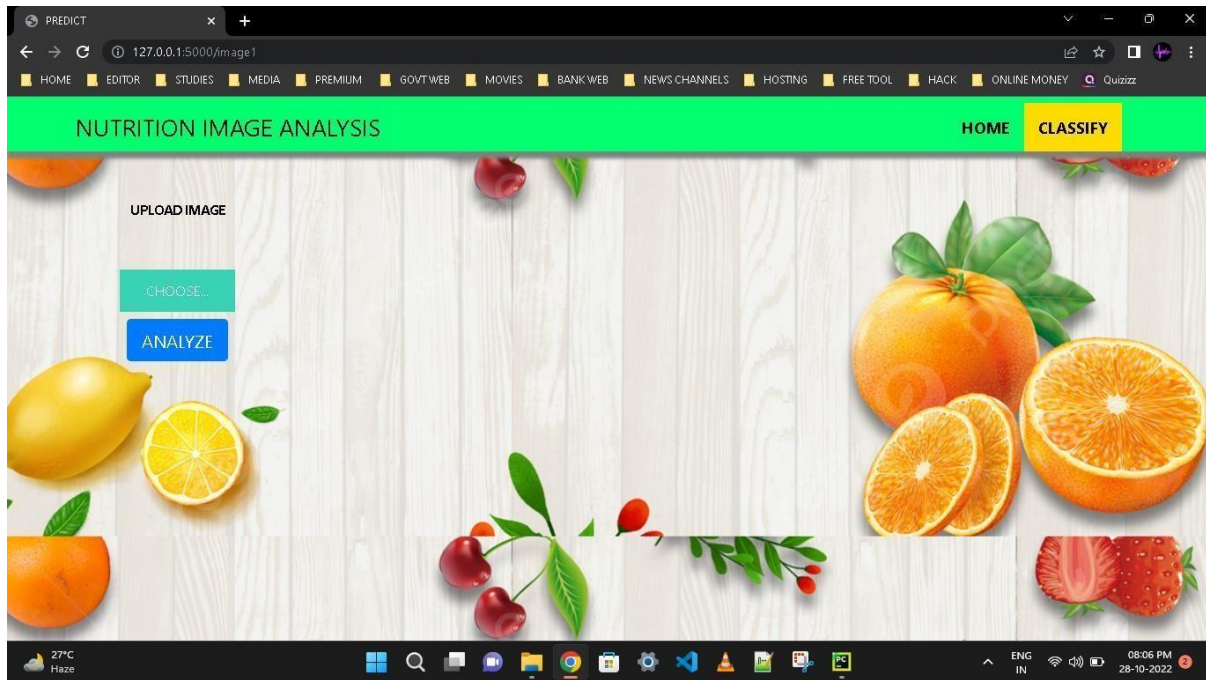 PREDICT
127.0.0.1:5000/image1
HOME EDITOR STUDIES MEDIA PREMIUM GOVT WEB MOVIES BANK WEB NEWS CHANNELS HOSTING FREE TOOL HACK ONLINE MONEY Quizizz
NUTRITION IMAGE ANALYSIS HOME CLASSIFY
UPLOAD IMAGE
CHOOSE...
ANALYZE
27°C
Haze
PC
ENG
IN
08:06 PM
28-10-2022
2